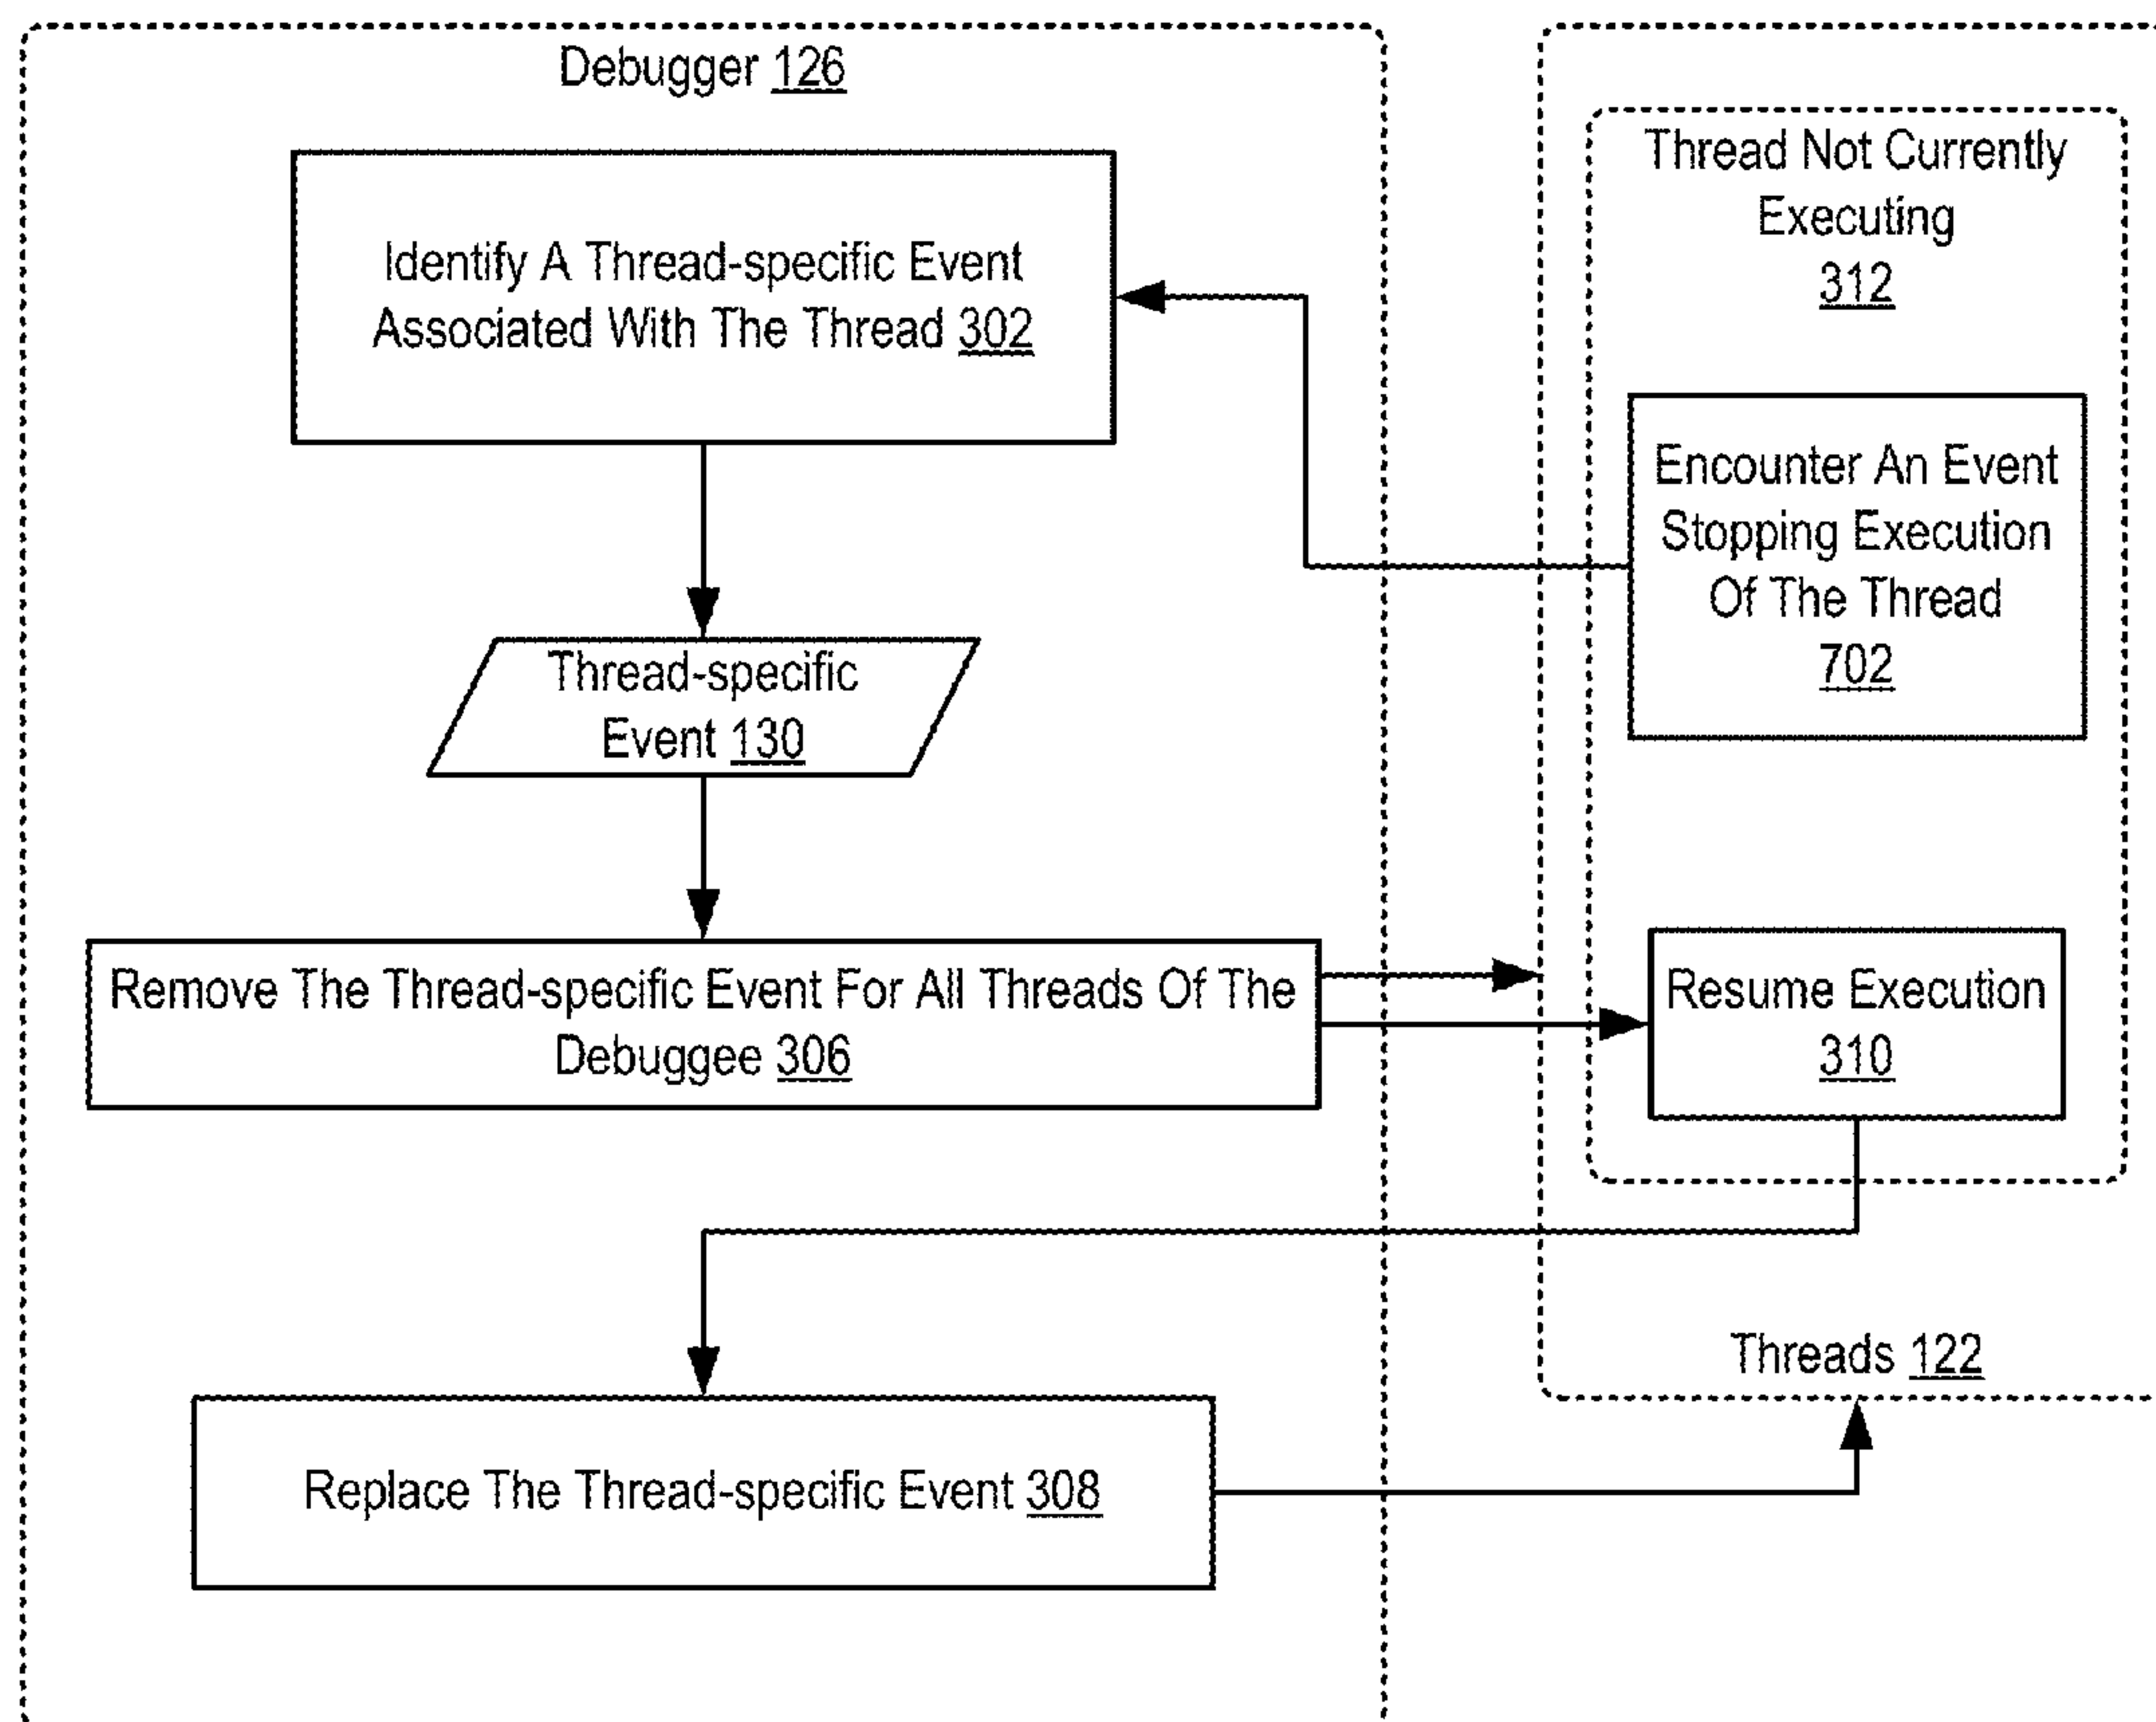 Debugger 126
Identify A Thread-specific Event
Associated With The Thread 302
Thread-specific
Event 130
Remove The Thread-specific Event For All Threads Of The
Debuggee 306
Replace The Thread-specific Event 308
Thread Not Currently
Executing
312
Encounter An Event
Stopping Execution
Of The Thread
702
Resume Execution
310
Threads 122